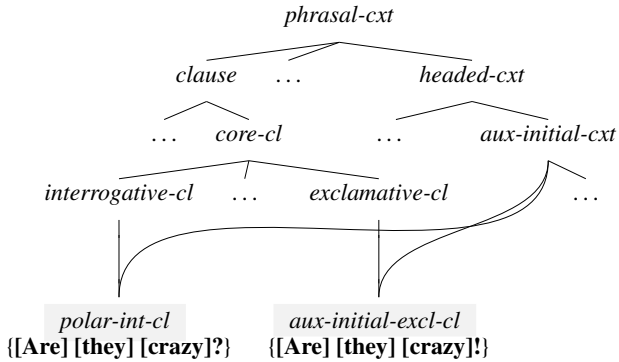 phrasal-cxt
clause ... headed-cxt
... core-cl ... aux-initial-cxt
interrogative-cl ... exclamative-cl ...
polar-int-cl aux-initial-excl-cl
{[Are] [they] [crazy]?} {[Are] [they] [crazy]!}